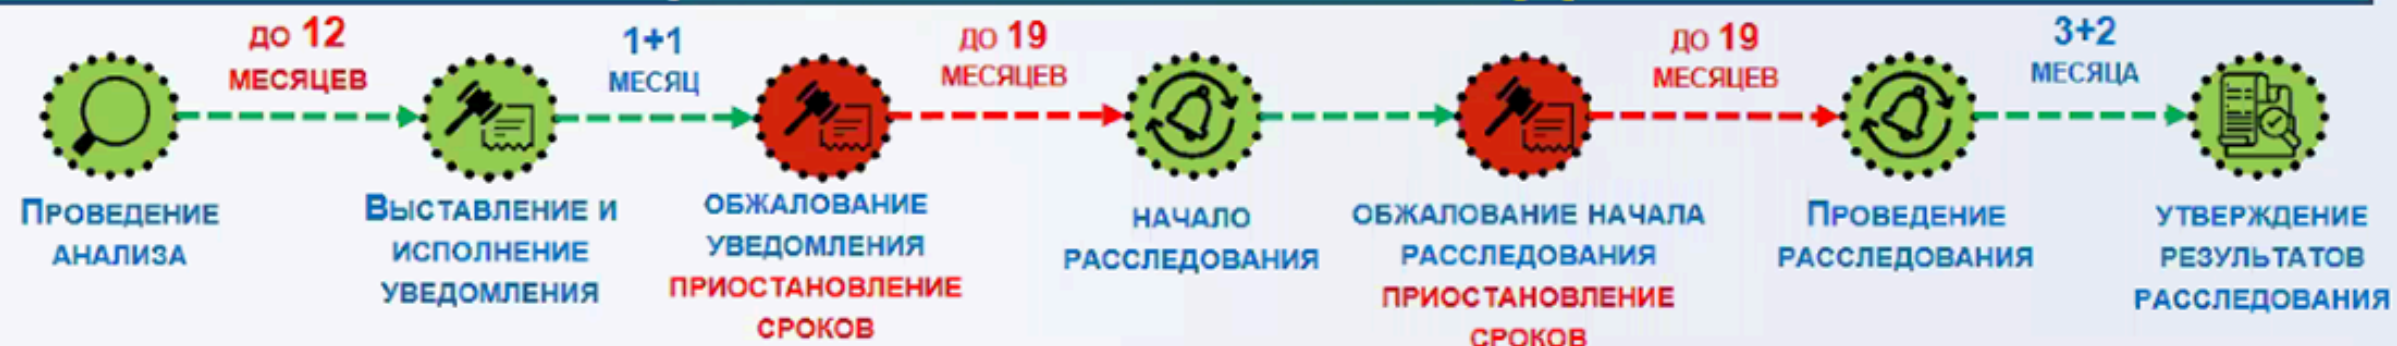 ДО 12
МЕСЯЦЕВ
1+1
МЕСЯЦ
ДО 19
МЕСЯЦЕВ
ДО 19
МЕСЯЦЕВ
3+2
МЕСЯЦА
ПРОВЕДЕНИЕ
АНАЛИЗА
ВЫСТАВЛЕНИЕ И
ИСПОЛНЕНИЕ
УВЕДОМЛЕНИЯ
ОБЖАЛОВАНИЕ
УВЕДОМЛЕНИЯ
ПРИОСТАНОВЛЕНИЕ
СРОКОВ
НАЧАЛО
РАССЛЕДОВАНИЯ
ОБЖАЛОВАНИЕ НАЧАЛА
РАССЛЕДОВАНИЯ
ПРИОСТАНОВЛЕНИЕ
СРОКОВ
ПРОВЕДЕНИЕ
РАССЛЕДОВАНИЯ
УТВЕРЖДЕНИЕ
РЕЗУЛЬТАТОВ
РАССЛЕДОВАНИЯ